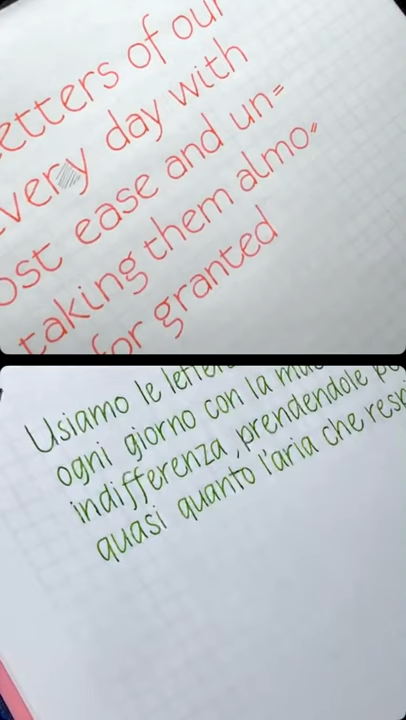 etters of our
very day with
ost ease and un=
taking them almo"
for granted
Usiamo le lettere
ogni giorno con la
indifferenza, prendendole
quasi quanto l'aria che